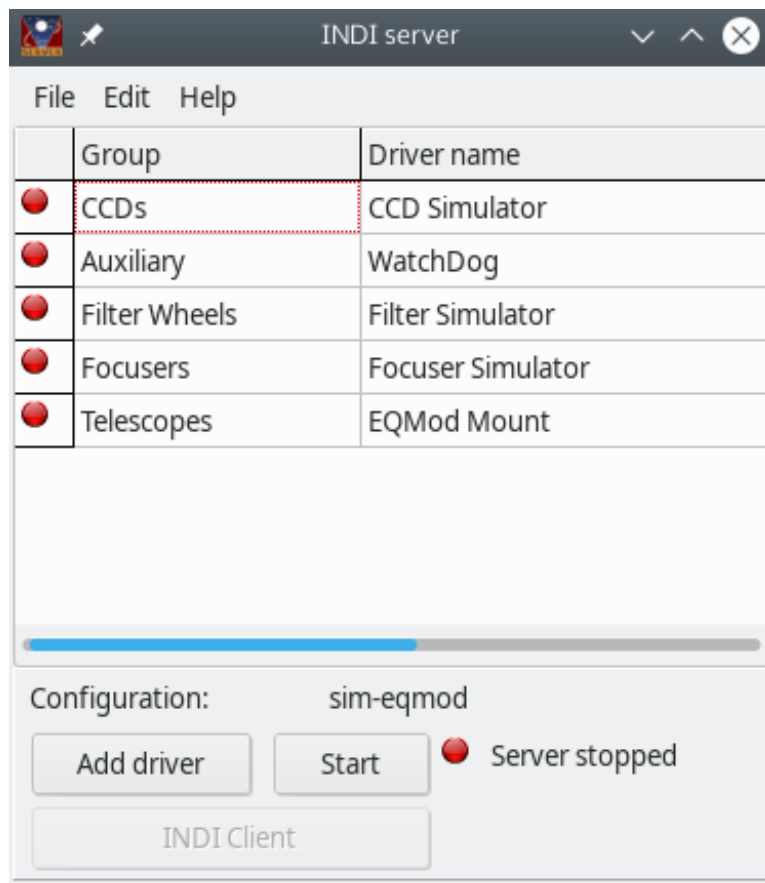 INDI server
File Edit Help
Group Driver name
CCDs CCD Simulator
Auxiliary WatchDog
Filter Wheels Filter Simulator
Focusers Focuser Simulator
Telescopes EQMod Mount
Configuration: sim-eqmod
Add driver Start Server stopped
INDI Client